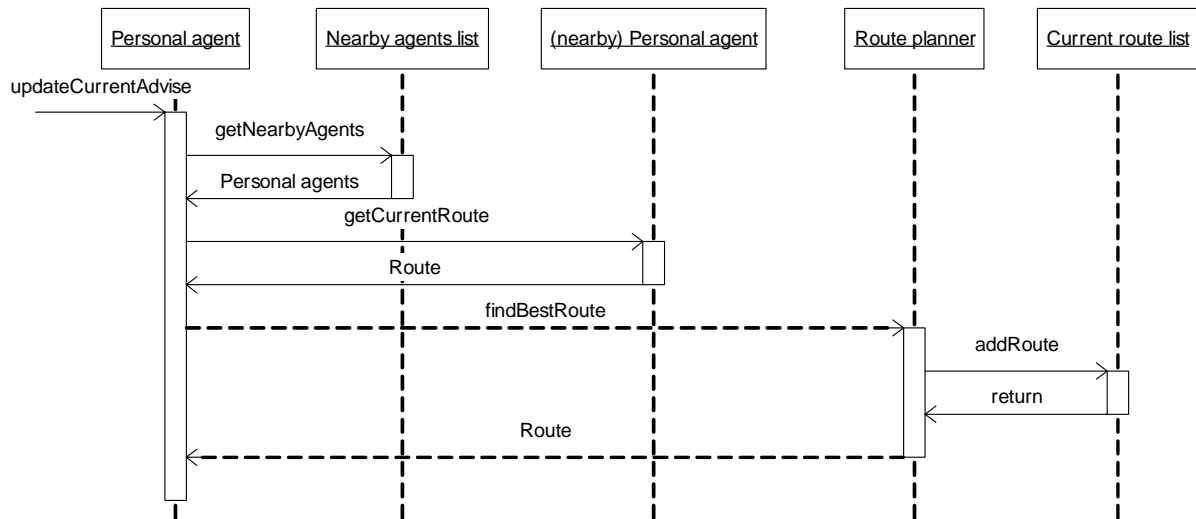 Personal agent
Nearby agents list
(nearby) Personal agent
Route planner
Current route list
updateCurrentAdvise
getNearbyAgents
Personal agents
getCurrentRoute
Route
findBestRoute
addRoute
return
Route